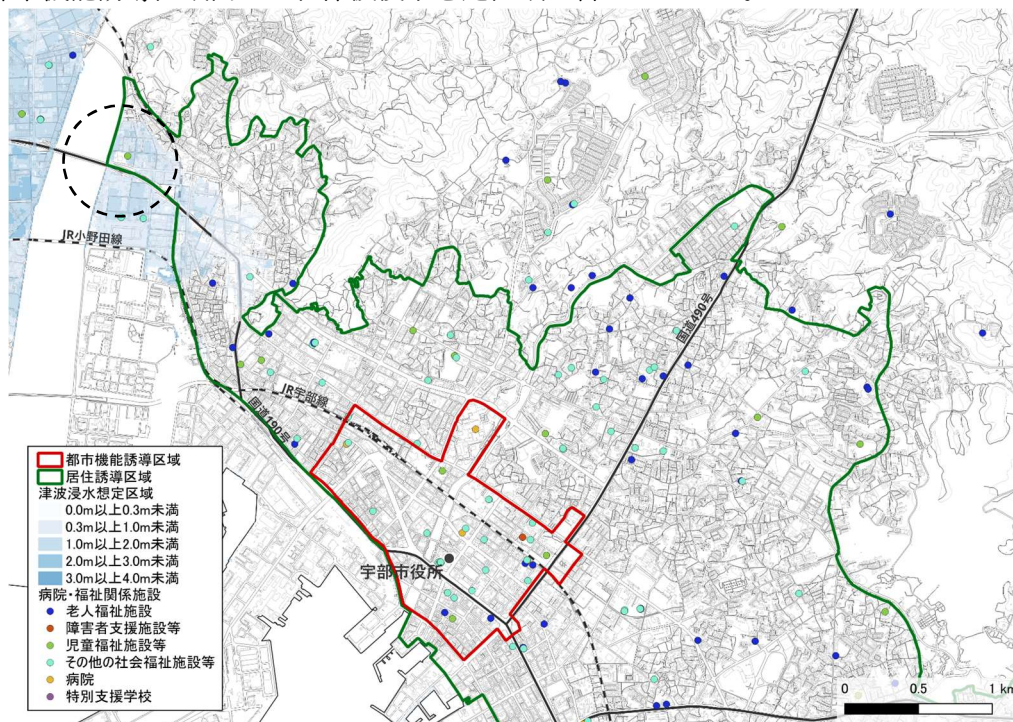 JR小野田線
国道490号
JR宇部線
国道190号
宇部市役所
都市機能誘導区域
居住誘導区域
津波浸水想定区域
0.0m以上0.3m未満
0.3m以上1.0m未満
1.0m以上2.0m未満
2.0m以上3.0m未満
3.0m以上4.0m未満
病院・福祉関係施設
老人福祉施設
障害者支援施設等
児童福祉施設等
その他の社会福祉施設等
病院
特別支援学校
0 0.5 1 km